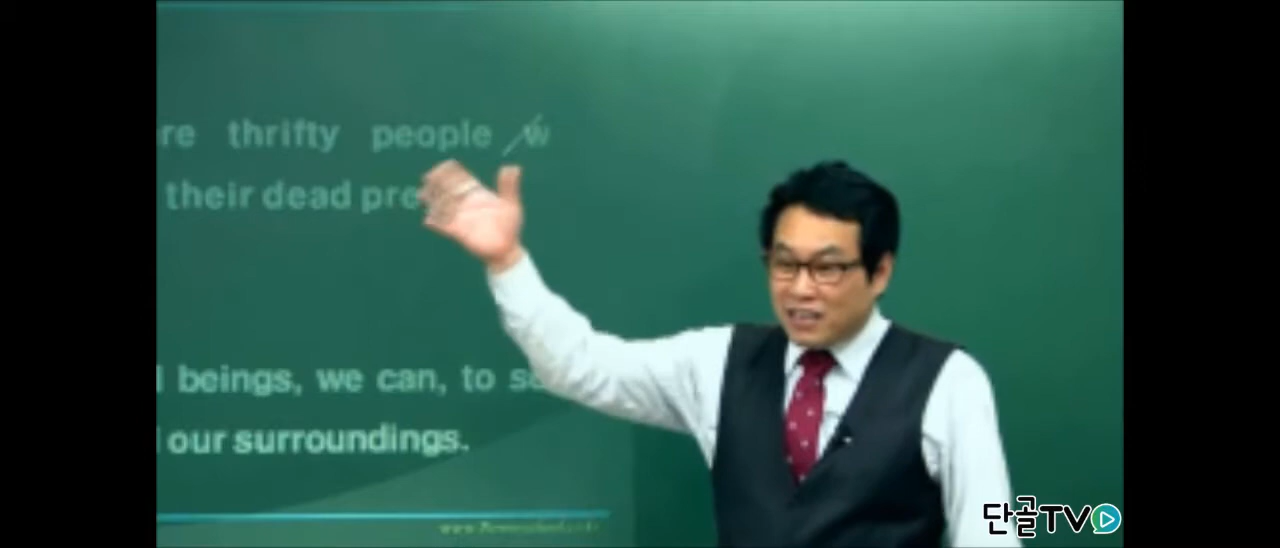 re thrifty people w
their dead pre
beings, we can, to s
our surroundings.
단골TV